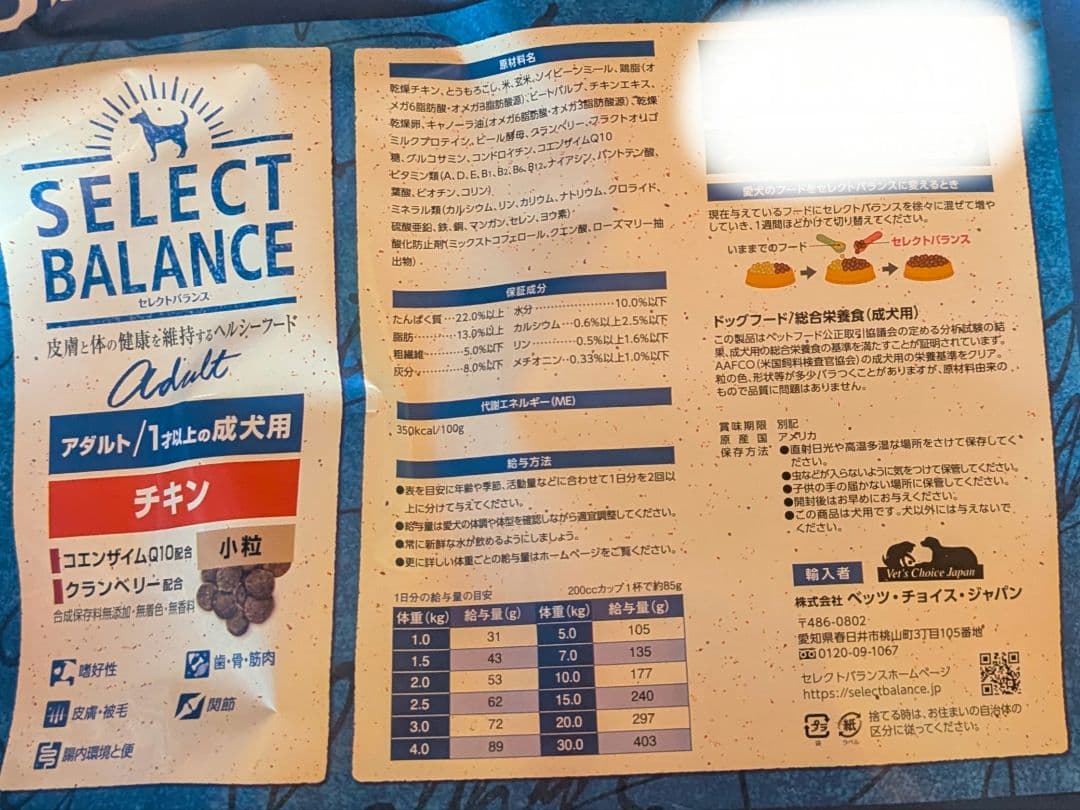 SELECT
BALANCE
セレクトバランス
皮膚と体の健康を維持するヘルシーフード
adult
アダルト/1才以上の成犬用
チキン
コエンザイムQ10配合
クランベリー配合
小粒
合成保存料無添加・無着色・無香料
嗜好性
歯・骨・筋肉
皮膚・被毛
関節
腸内環境と便
原材料名
乾燥チキン、とうもろこし、米、玄米、ソイビーンミール、鶏脂(オ
メガ6脂肪酸・オメガ3脂肪酸源)、ビートパルプ、チキンエキス、
乾燥卵、キャノーラ油(オメガ6脂肪酸・オメガ3脂肪酸源)、乾燥
ミルクプロテイン、ビール酵母、クランベリー、フラクトオリゴ
糖、グルコサミン、コンドロイチン、コエンザイムQ10
ビタミン類(A、D、E、B1、B2、B6、B12、ナイアシン、パントテン酸、
葉酸、ビオチン、コリン)
ミネラル類(カルシウム、リン、カリウム、ナトリウム、クロライド、
硫酸亜鉛、鉄、銅、マンガン、セレン、ヨウ素)
酸化防止剤(ミックストコフェロール、クエン酸、ローズマリー抽
出物)
保証成分
たんぱく質……22.0%以上 水分……10.0%以下
脂肪……13.0%以上 カルシウム…0.6%以上2.5%以下
粗繊維……5.0%以下 リン……0.5%以上1.6%以下
灰分……8.0%以下 メチオニン…0.33%以上1.0%以下
代謝エネルギー(ME)
350kcal/100g
給与方法
●表を目安に年齢や季節、活動量などに合わせて1日分を2回以
上に分けて与えてください。
●給与量は愛犬の体調や体型を確認しながら適宜調整してください。
●常に新鮮な水が飲めるようにしましょう。
●更に詳しい体重ごとの給与量はホームページをご覧ください。
1日分の給与量の目安 200ccカップ1杯で約85g
体重(kg) 給与量(g) 体重(kg) 給与量(g)
1.0 31 5.0 105
1.5 43 7.0 135
2.0 53 10.0 177
2.5 62 15.0 240
3.0 72 20.0 297
4.0 89 30.0 403
愛犬のフードをセレクトバランスに変えるとき
現在与えているフードにセレクトバランスを徐々に混ぜて増や
していき、1週間ほどかけて切り替えてください。
いままでのフード セレクトバランス
ドッグフード/総合栄養食(成犬用)
この製品はペットフード公正取引協議会の定める分析試験の結
果、成犬用の総合栄養食の基準を満たすことが証明されています。
AAFCO(米国飼料検査官協会)の成犬用の栄養基準をクリア。
粒の色、形状等が多少バラつくことがありますが、原材料由来の
もので品質に問題はありません。
賞味期限 別記
原産国 アメリカ
保存方法 ●直射日光や高温多湿な場所をさけて保存してく
ださい。
●虫などが入らないように気をつけて保管してください。
●子供の手の届かない場所に保管してください。
●開封後はお早めにお与えください。
●この商品は犬用です。犬以外には与えないで
ください。
輸入者
Vet's Choice Japan
株式会社 ベッツ・チョイス・ジャパン
〒486-0802
愛知県春日井市桃山町3丁目105番地
0120-09-1067
セレクトバランスホームページ
https://selectbalance.jp
プラ
袋
紙
ラベル
捨てる時は、お住まいの自治体の
区分に従ってください。